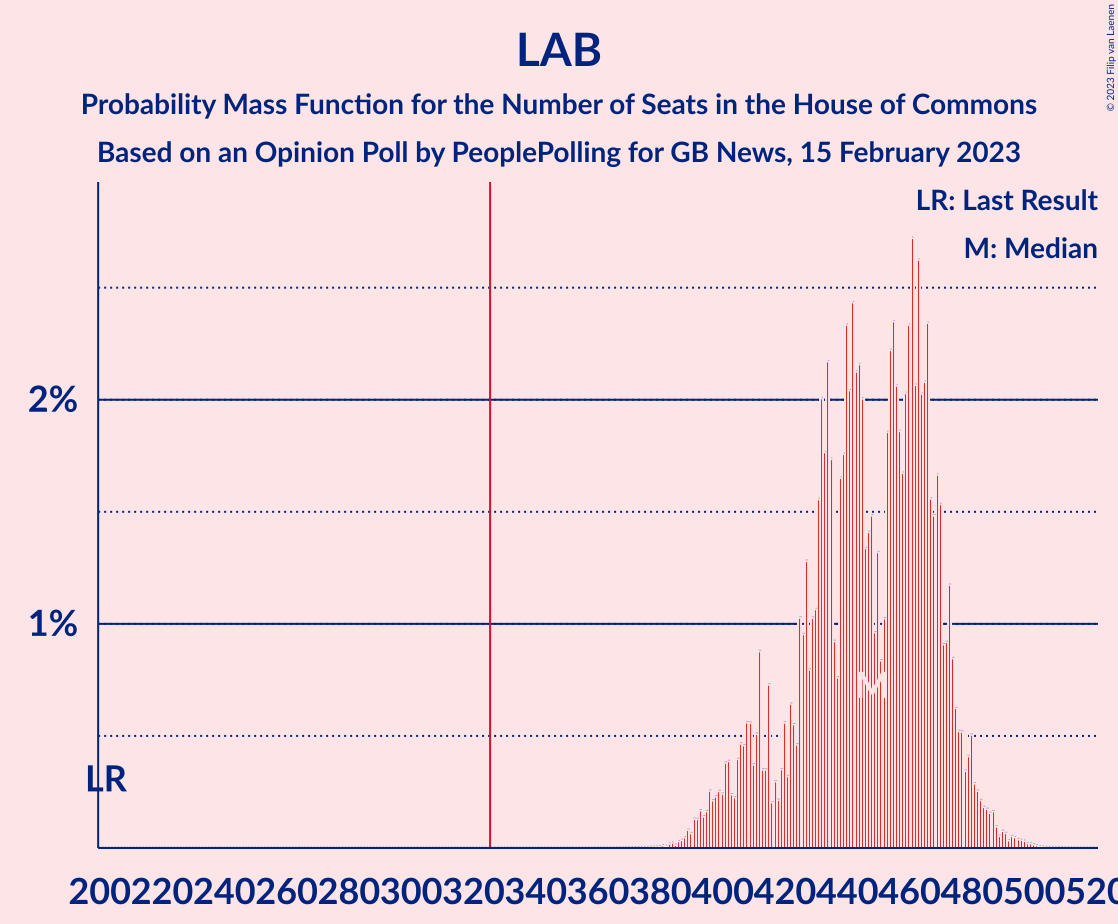 LAB
Probability Mass Function for the Number of Seats in the House of Commons
Based on an Opinion Poll by PeoplePolling for GB News, 15 February 2023
© 2023 Filip van Laenen
LR: Last Result
M: Median
2%
1%
LR
M
200220240260280300320340360380400420440460480500520